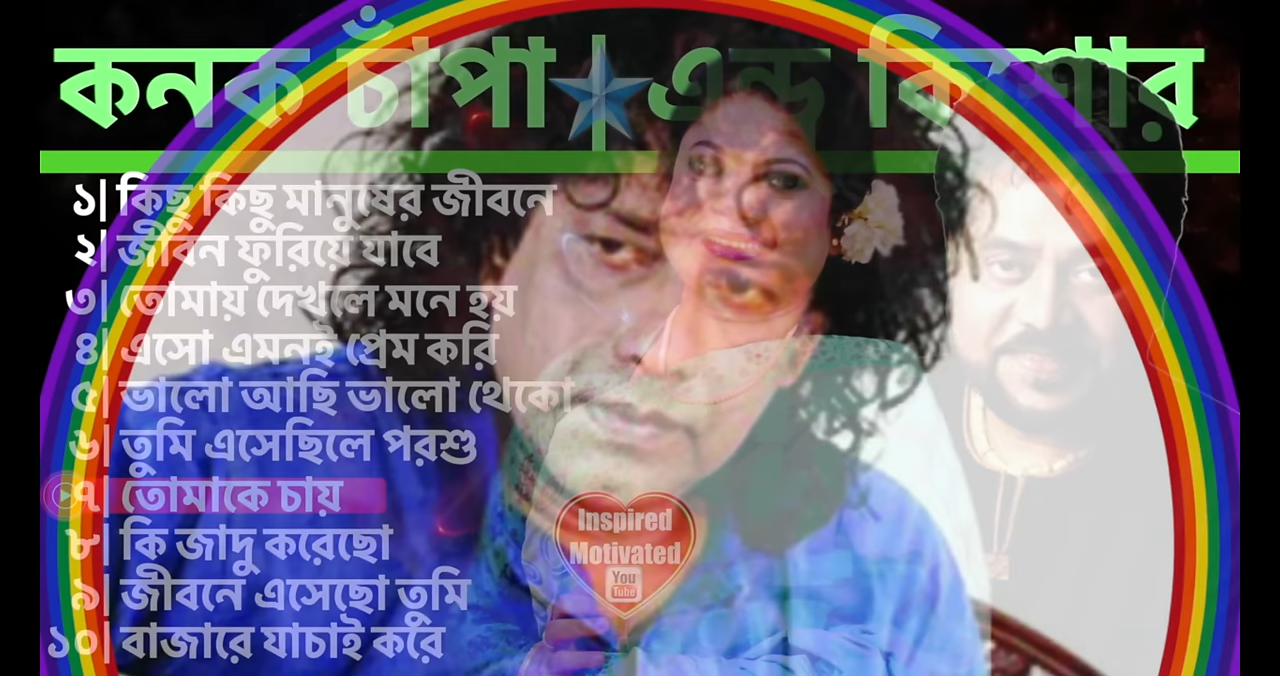 কনক চাঁপা | এন্ড্র কিশোর
১| কিছু কিছু মানুষের জীবনে
২| জীবন ফুরিয়ে যাবে
৩| তোমায় দেখলে মনে হয়
৪| এসো এমনই প্রেম করি
৫| ভালো আছি ভালো থেকো
৬| তুমি এসেছিলে পরশু
৭| তোমাকে চায়
৮| কি জাদু করেছো
৯| জীবনে এসেছো তুমি
১০| বাজারে যাচাই করে
Inspired
Motivated
You
Tube